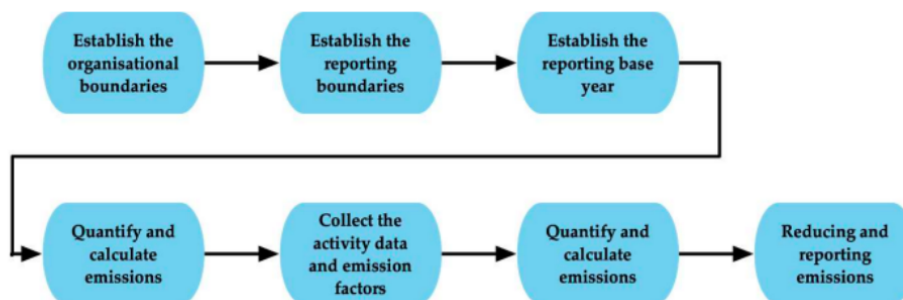 Establish the
organisational
boundaries
Establish the
reporting
boundaries
Establish the
reporting base
year
Quantify and
calculate
emissions
Collect the
activity data
and emission
factors
Quantify and
calculate
emissions
Reducing and
reporting
emissions